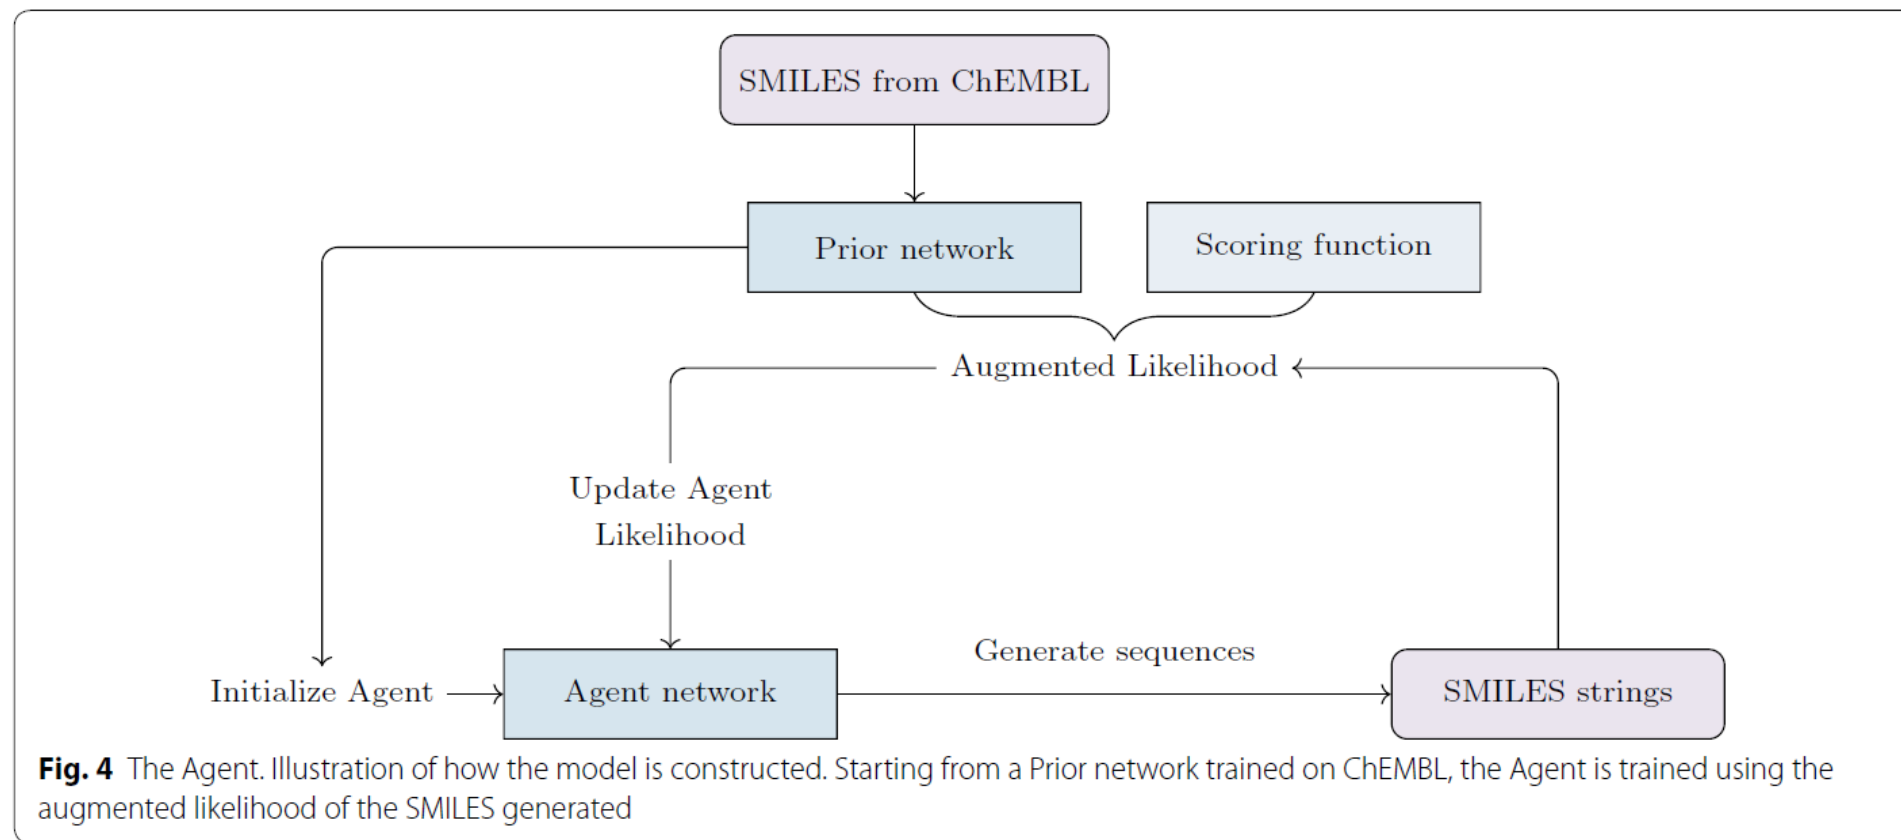 SMILES from ChEMBL
Prior network
Scoring function
Augmented Likelihood
Update Agent
Likelihood
Generate sequences
Initialize Agent
Agent network
SMILES strings
Fig. 4 The Agent. Illustration of how the model is constructed. Starting from a Prior network trained on ChEMBL, the Agent is trained using the
augmented likelihood of the SMILES generated